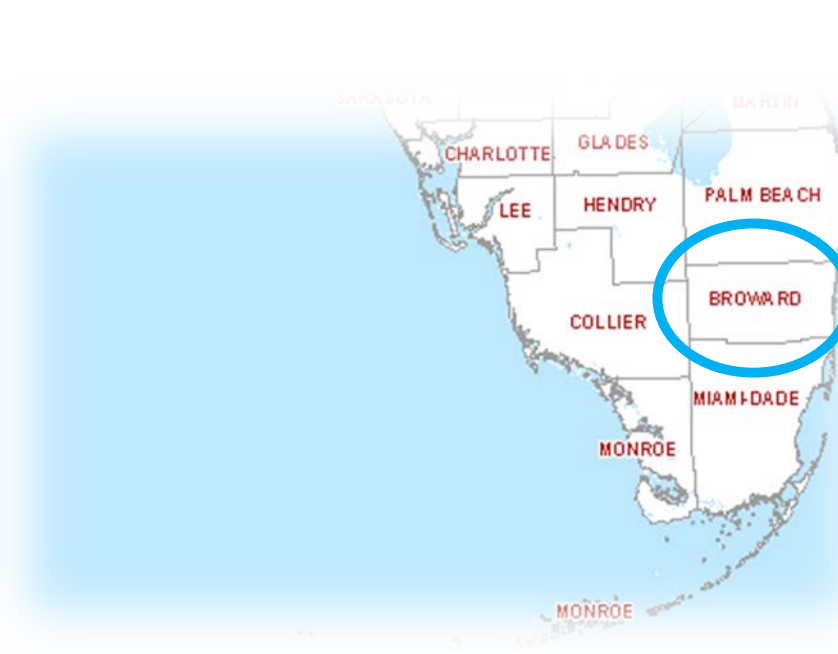 SARASOTA
MARTIN
CHARLOTTE
GLADES
PALM BEACH
LEE
HENDRY
BROWARD
COLLIER
MIAMI-DADE
MONROE
MONROE